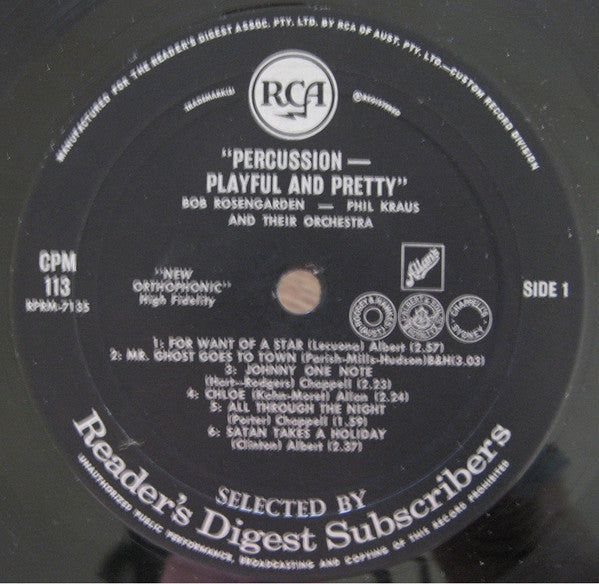 MANUFACTURED FOR THE READER'S DIGEST ASSOC. PTY. LTD. BY RCA OF AUST. PTY. LTD.—CUSTOM RECORD DIVISION
RCA
TRADEMARK(S) ® REGISTERED
"PERCUSSION —
PLAYFUL AND PRETTY"
BOB ROSENGARDEN — PHIL KRAUS
AND THEIR ORCHESTRA
CPM
113
RPRM-7135
"NEW
ORTHOPHONIC"
High Fidelity
Allans
SIDE 1
CHAPPELL'S
SYDNEY
1: FOR WANT OF A STAR (Lecuona) Albert (2.57)
2: MR. GHOST GOES TO TOWN (Parish-Mills-Hudson)B&H(3.03)
3: JOHNNY ONE NOTE
(Hart--Rodgers) Chappell (2.23)
4: CHLOE (Kahn-Moret) Allan (2.24)
5: ALL THROUGH THE NIGHT
(Porter) Chappell (1.59)
6: SATAN TAKES A HOLIDAY
(Clinton) Albert (2.37)
SELECTED BY
Reader's Digest Subscribers
UNAUTHORIZED PUBLIC PERFORMANCE, BROADCASTING AND COPYING OF THIS RECORD PROHIBITED